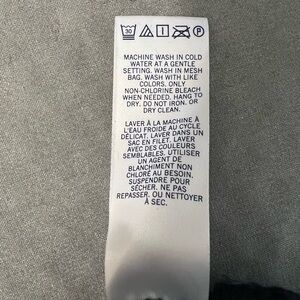 30 P
MACHINE WASH IN COLD
WATER AT A GENTLE
SETTING. WASH IN MESH
BAG. WASH WITH LIKE
COLORS. ONLY
NON-CHLORINE BLEACH
WHEN NEEDED. HANG TO
DRY. DO NOT IRON. OR
DRY CLEAN.
LAVER À LA MACHINE À
L'EAU FROIDE AU CYCLE
DÉLICAT. LAVER DANS UN
SAC EN FILET. LAVER
AVEC DES COULEURS
SEMBLABLES. UTILISER
UN AGENT DE
BLANCHIMENT NON
CHLORÉ AU BESOIN.
SUSPENDRE POUR
SÉCHER. NE PAS
REPASSER. OU NETTOYER
À SEC.